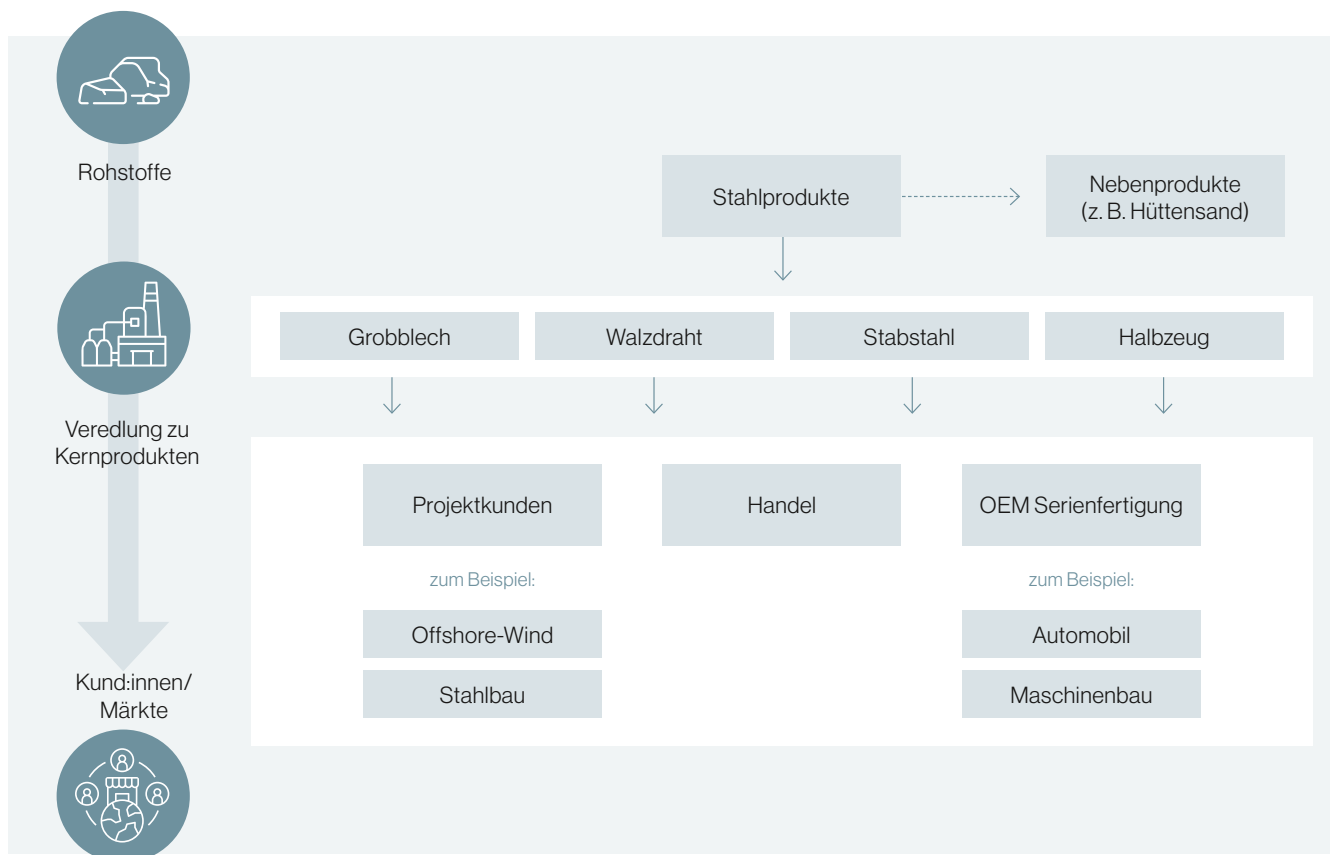 Rohstoffe
Stahlprodukte
Nebenprodukte
(z. B. Hüttensand)
Grobblech
Walzdraht
Stabstahl
Halbzeug
Veredlung zu
Kernprodukten
Projektkunden
Handel
OEM Serienfertigung
zum Beispiel:
zum Beispiel:
Offshore-Wind
Automobil
Stahlbau
Maschinenbau
Kund:innen/
Märkte